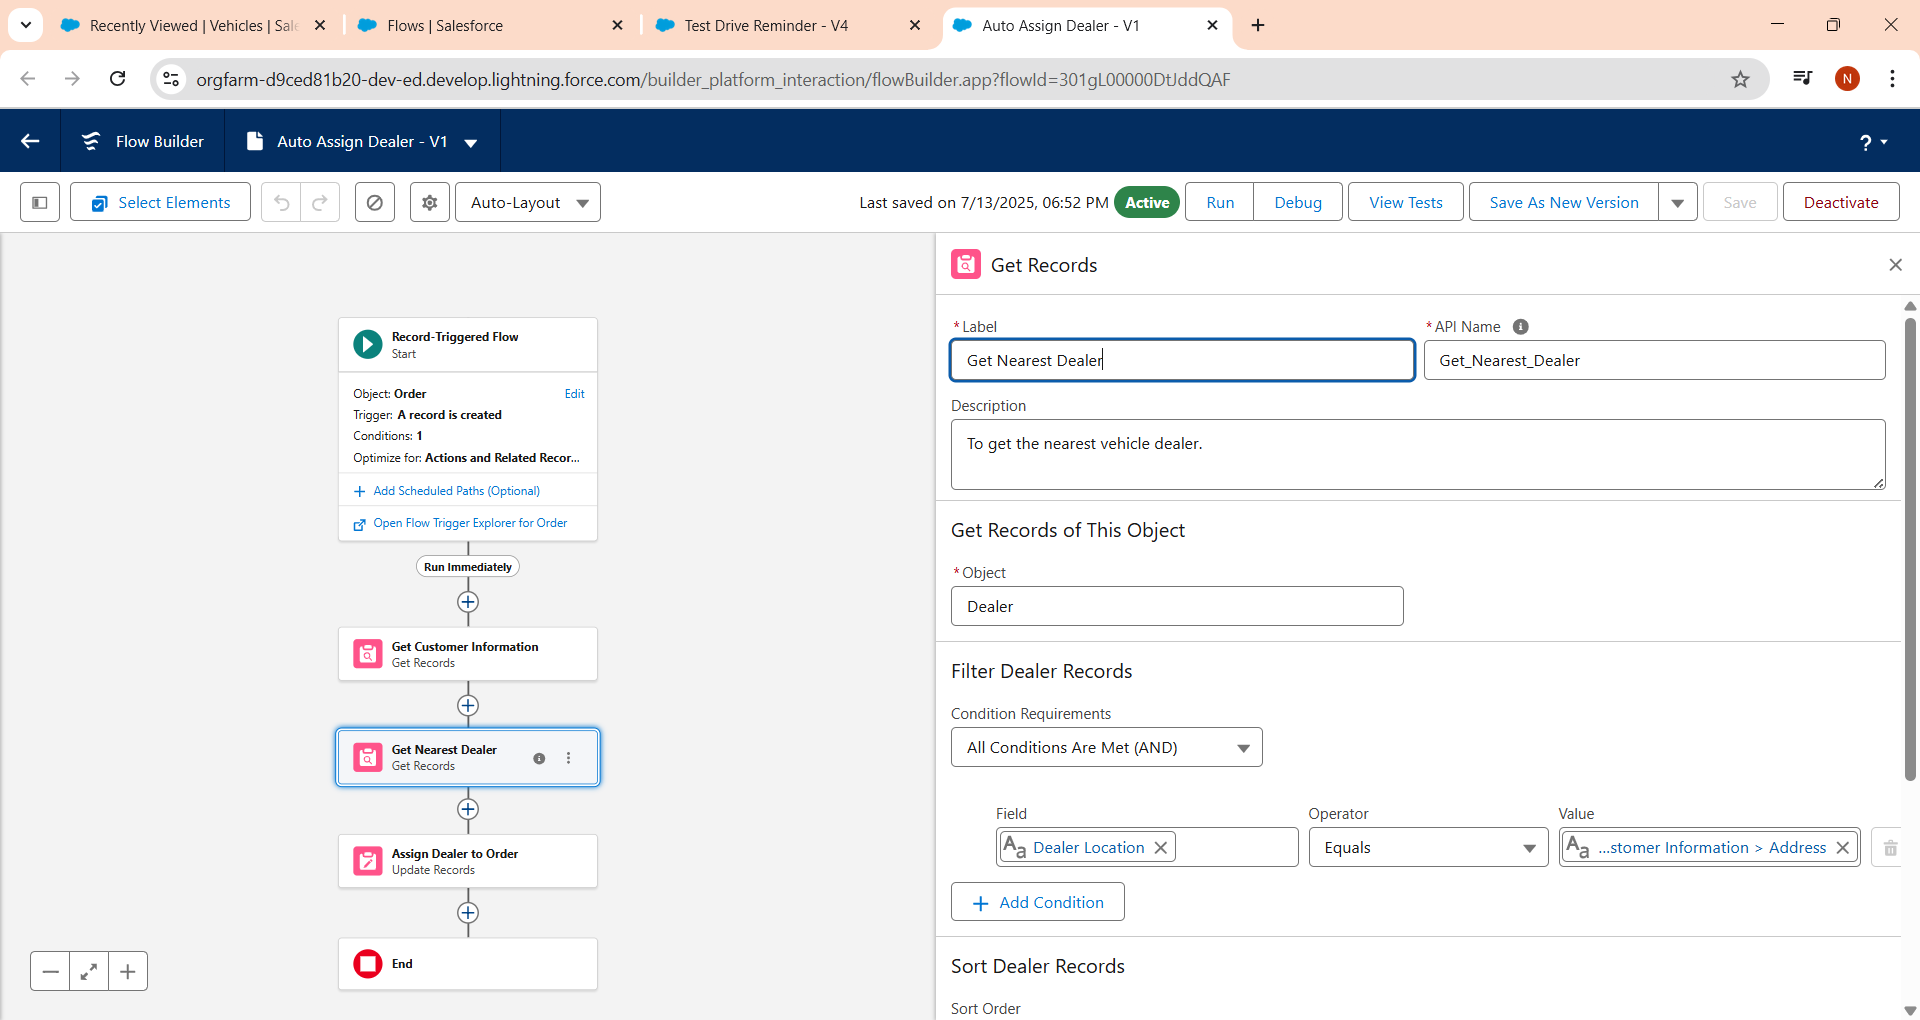 Recently Viewed | Vehicles | Sale
Flows | Salesforce
Test Drive Reminder - V4
Auto Assign Dealer - V1
orgfarm-d9ced81b20-dev-ed.develop.lightning.force.com/builder_platform_interaction/flowBuilder.app?flowId=301gL00000DtJddQAF
N
Flow Builder
Auto Assign Dealer - V1
?
Select Elements
Auto-Layout
Last saved on 7/13/2025, 06:52 PM
Active
Run
Debug
View Tests
Save As New Version
Save
Deactivate
Record-Triggered Flow
Start
Object: Order
Edit
Trigger: A record is created
Conditions: 1
Optimize for: Actions and Related Recor...
Add Scheduled Paths (Optional)
Open Flow Trigger Explorer for Order
Run Immediately
Get Customer Information
Get Records
Get Nearest Dealer
Get Records
Assign Dealer to Order
Update Records
End
Get Records
*Label
*API Name
Get Nearest Dealer
Get_Nearest_Dealer
Description
To get the nearest vehicle dealer.
Get Records of This Object
*Object
Dealer
Filter Dealer Records
Condition Requirements
All Conditions Are Met (AND)
Field
Operator
Value
Aa Dealer Location
Equals
Aa ...stomer Information > Address
Add Condition
Sort Dealer Records
Sort Order